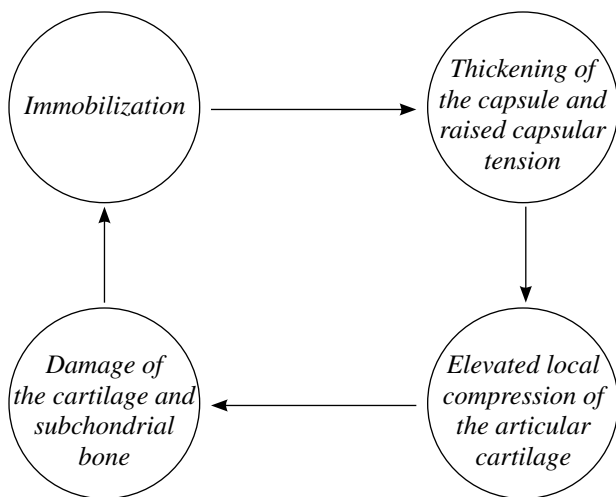 Immobilization
Thickening of
the capsule and
raised capsular
tension
Damage of
the cartilage and
subchondrial
bone
Elevated local
compression of
the articular
cartilage